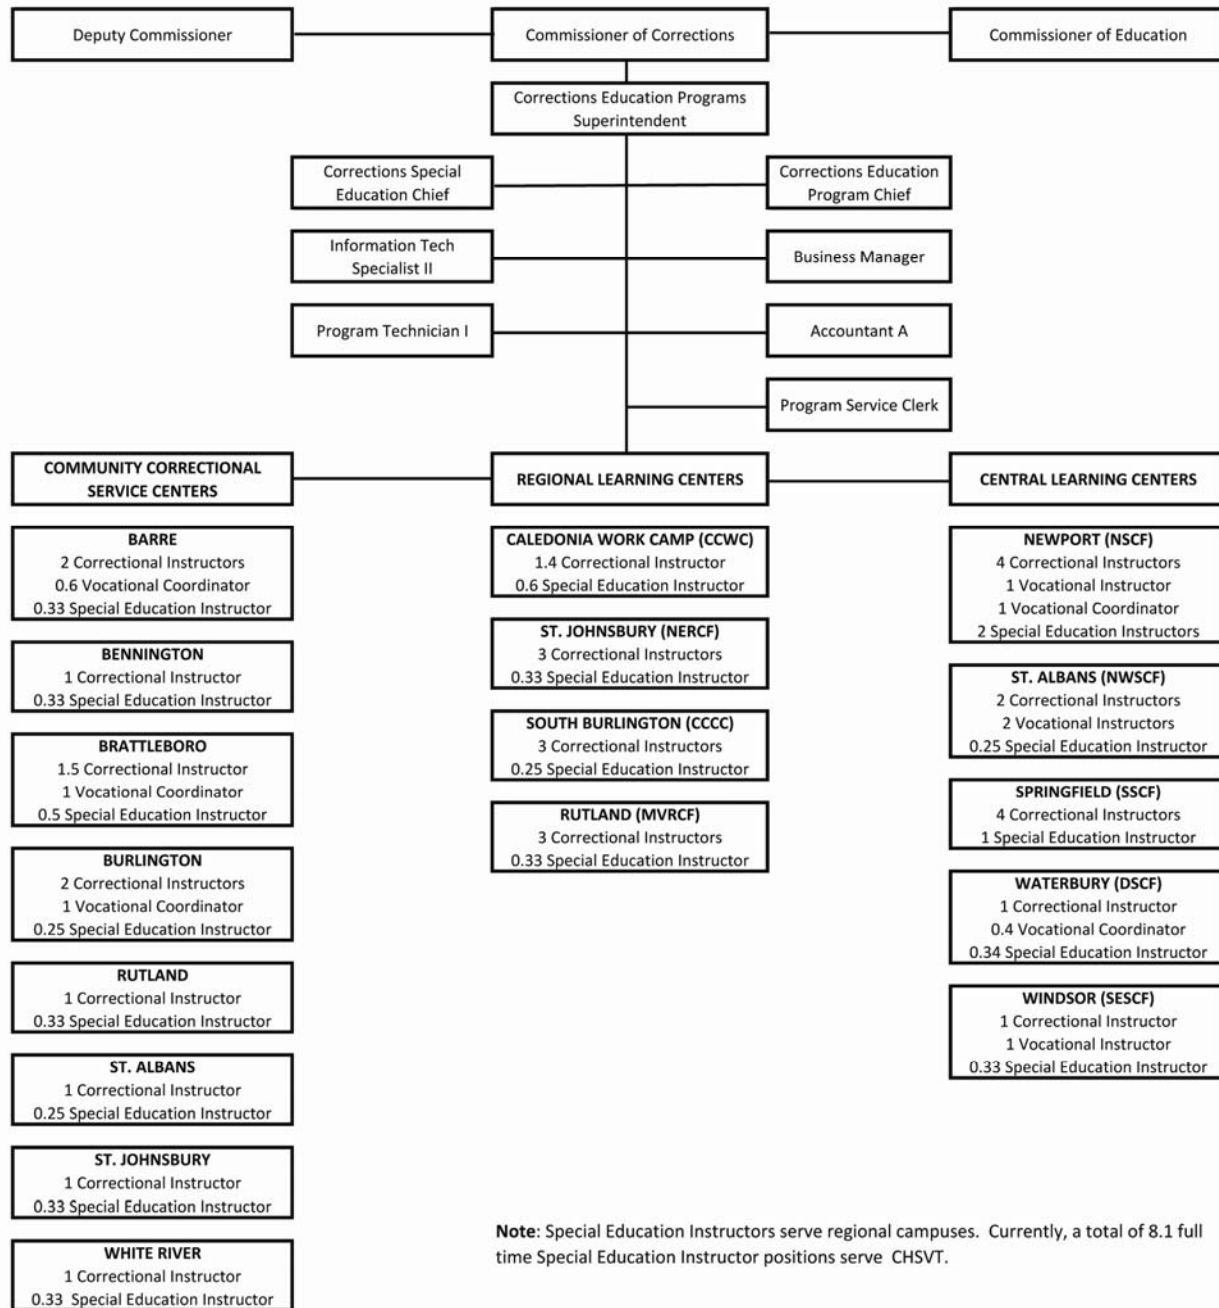 Deputy Commissioner
Commissioner of Corrections
Commissioner of Education
Corrections Education Programs
Superintendent
Corrections Special
Education Chief
Corrections Education
Program Chief
Information Tech
Specialist II
Business Manager
Program Technician I
Accountant A
Program Service Clerk
COMMUNITY CORRECTIONAL
SERVICE CENTERS
REGIONAL LEARNING CENTERS
CENTRAL LEARNING CENTERS
BARRE
2 Correctional Instructors
0.6 Vocational Coordinator
0.33 Special Education Instructor
BENNINGTON
1 Correctional Instructor
0.33 Special Education Instructor
BRATTLEBORO
1.5 Correctional Instructor
1 Vocational Coordinator
0.5 Special Education Instructor
BURLINGTON
2 Correctional Instructors
1 Vocational Coordinator
0.25 Special Education Instructor
RUTLAND
1 Correctional Instructor
0.33 Special Education Instructor
ST. ALBANS
1 Correctional Instructor
0.25 Special Education Instructor
ST. JOHNSBURY
1 Correctional Instructor
0.33 Special Education Instructor
WHITE RIVER
1 Correctional Instructor
0.33 Special Education Instructor
CALEDONIA WORK CAMP (CCWC)
1.4 Correctional Instructor
0.6 Special Education Instructor
ST. JOHNSBURY (NERCF)
3 Correctional Instructors
0.33 Special Education Instructor
SOUTH BURLINGTON (CCCC)
3 Correctional Instructors
0.25 Special Education Instructor
RUTLAND (MVRCF)
3 Correctional Instructors
0.33 Special Education Instructor
NEWPORT (NSCF)
4 Correctional Instructors
1 Vocational Instructor
1 Vocational Coordinator
2 Special Education Instructors
ST. ALBANS (NWSCF)
2 Correctional Instructors
2 Vocational Instructors
0.25 Special Education Instructor
SPRINGFIELD (SSCF)
4 Correctional Instructors
1 Special Education Instructor
WATERBURY (DSCF)
1 Correctional Instructor
0.4 Vocational Coordinator
0.34 Special Education Instructor
WINDSOR (SESCF)
1 Correctional Instructor
1 Vocational Instructor
0.33 Special Education Instructor
Note: Special Education Instructors serve regional campuses. Currently, a total of 8.1 full
time Special Education Instructor positions serve CHSVT.